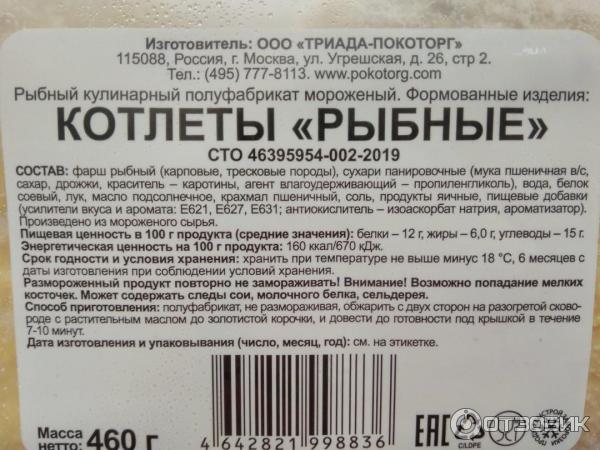 Изготовитель: ООО «ТРИАДА-ПОКОТОРГ»
115088, Россия, г. Москва, ул. Угрешская, д. 26, стр. 2.
Тел.: (495) 777-8113. www.pokotorg.com
Рыбный кулинарный полуфабрикат мороженый. Формованные изделия:
КОТЛЕТЫ «РЫБНЫЕ»
СТО 46395954-002-2019
СОСТАВ: фарш рыбный (карповые, тресковые породы), сухари панировочные (мука пшеничная в/с,
сахар, дрожжи, краситель – каротины, агент влагоудерживающий – пропиленгликоль), вода, белок
соевый, лук, масло подсолнечное, крахмал пшеничный, соль, продукты яичные, пищевые добавки
(усилители вкуса и аромата: Е621, Е627, Е631; антиокислитель – изоаскорбат натрия, ароматизатор).
Произведено из мороженого сырья.
Пищевая ценность в 100 г продукта (средние значения): белки – 12 г, жиры – 6,0 г, углеводы – 15 г.
Энергетическая ценность на 100 г продукта: 160 ккал/670 кДж.
Срок годности и условия хранения: хранить при температуре не выше минус 18 °С, 6 месяцев с
даты изготовления при соблюдении условий хранения.
Размороженный продукт повторно не замораживать! Внимание! Возможно попадание мелких
косточек. Может содержать следы сои, молочного белка, сельдерея.
Способ приготовления: полуфабрикат, не размораживая, обжарить с двух сторон на разогретой сково-
роде с растительным маслом до золотистой корочки, и довести до готовности под крышкой в течение
7-10 минут.
Дата изготовления и упаковывания (число, месяц, год): см. на этикетке.
Масса
нетто: 460 г
4 642821 998836
EAC
C/LDPE
ОТЗОВИК